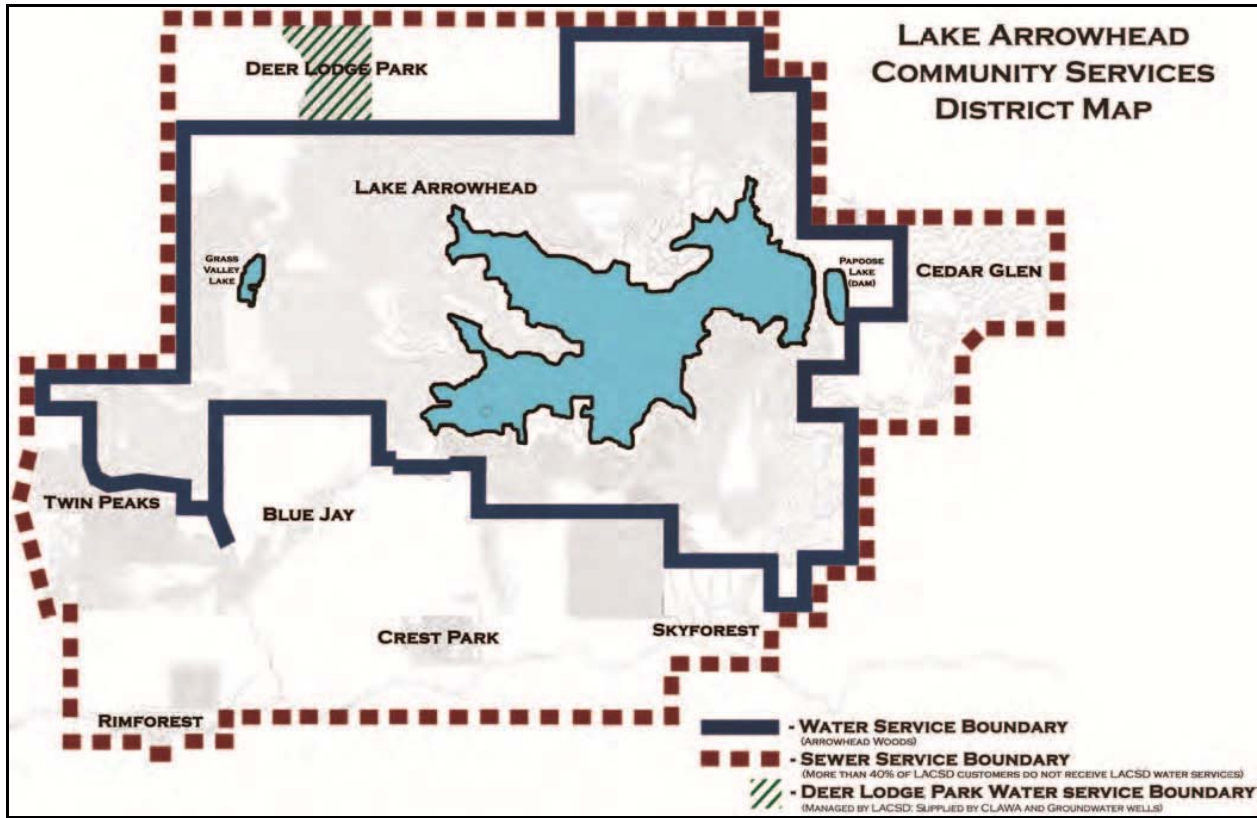 LAKE ARROWHEAD
COMMUNITY SERVICES
DISTRICT MAP
DEER LODGE PARK
LAKE ARROWHEAD
GRASS
VALLEY
LAKE
PAPOOSE
LAKE
(DAM)
CEDAR GLEN
TWIN PEAKS
BLUE JAY
CREST PARK
SKYFOREST
RIMFOREST
- WATER SERVICE BOUNDARY
(ARROWHEAD WOODS)
- SEWER SERVICE BOUNDARY
(MORE THAN 40% OF LACSD CUSTOMERS DO NOT RECEIVE LACSD WATER SERVICES)
- DEER LODGE PARK WATER SERVICE BOUNDARY
(MANAGED BY LACSD; SUPPLIED BY CLAWA AND GROUNDWATER WELLS)